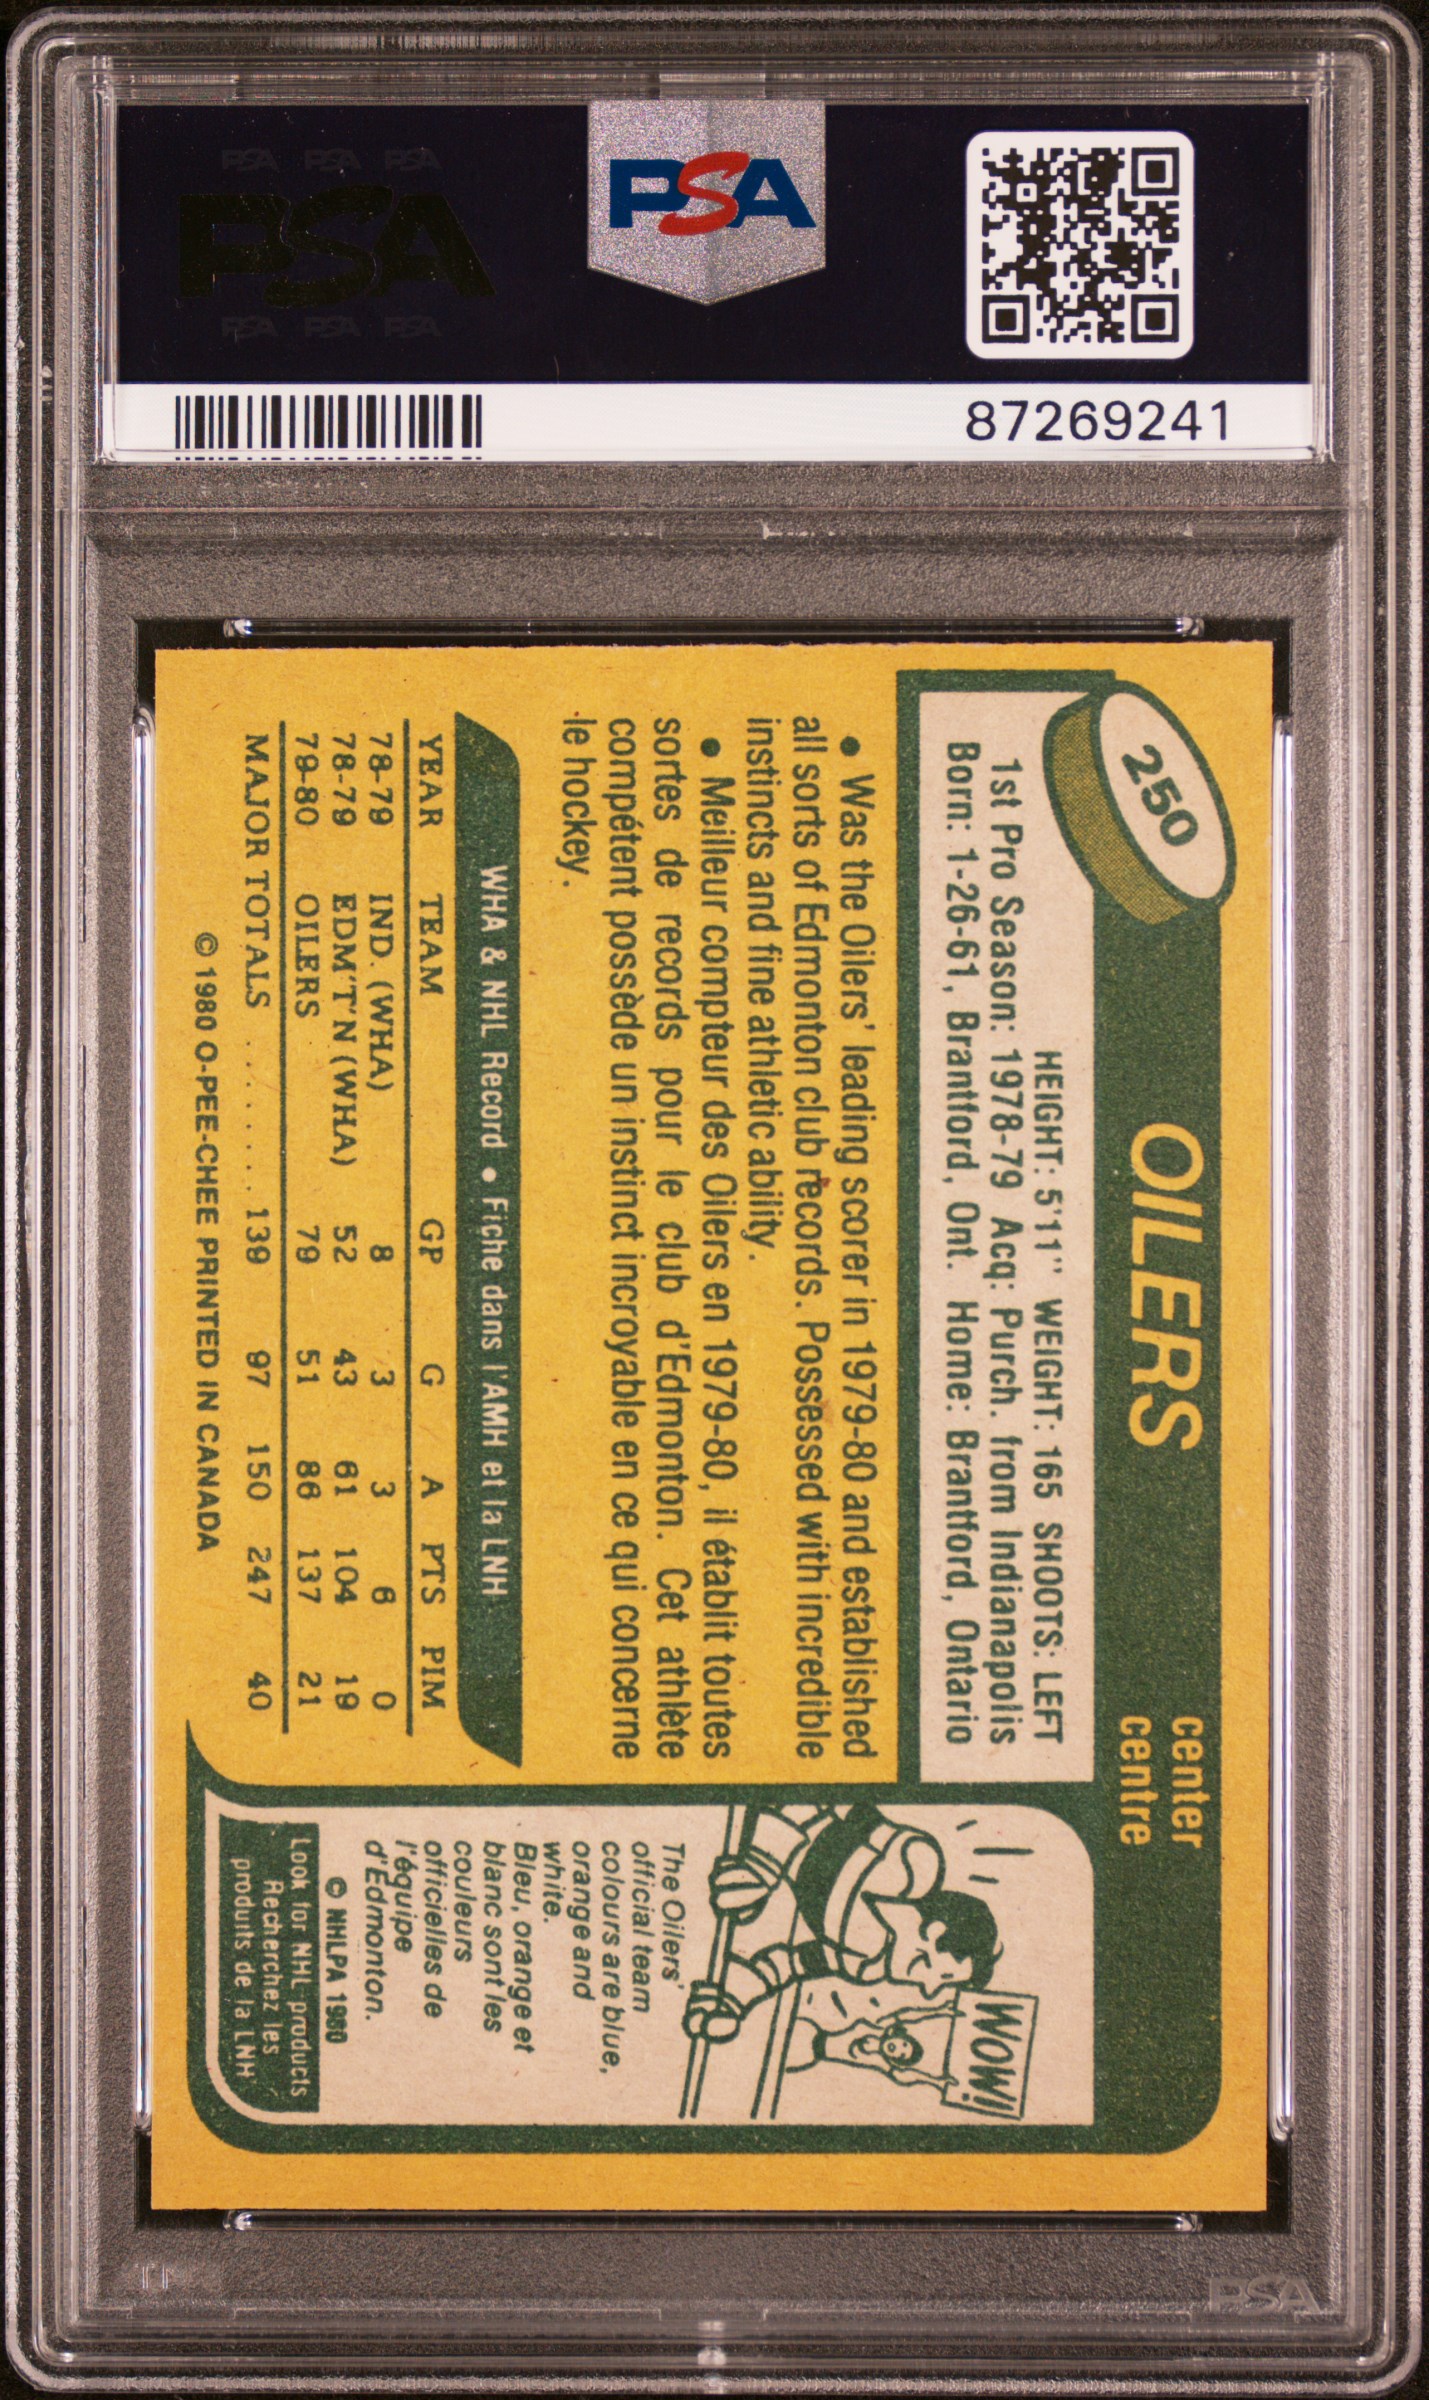 PSA PSA PSA
PSA
PSA PSA PSA
PSA
87269241
250
OILERS
center
centre
HEIGHT: 5'11" WEIGHT: 165 SHOOTS: LEFT
1st Pro Season: 1978-79 Acq: Purch. from Indianapolis
Born: 1-26-61, Brantford, Ont. Home: Brantford, Ontario
• Was the Oilers' leading scorer in 1979-80 and established
all sorts of Edmonton club records. Possessed with incredible
instincts and fine athletic ability.
• Meilleur compteur des Oilers en 1979-80, il établit toutes
sortes de records pour le club d'Edmonton. Cet athlète
compétent possède un instinct incroyable en ce qui concerne
le hockey.
WHA & NHL Record • Fiche dans l'AMH et la LNH
YEAR TEAM GP G A PTS PIM
78-79 IND. (WHA) 8 3 3 6 0
78-79 EDM'T'N (WHA) 52 43 61 104 19
79-80 OILERS 79 51 86 137 21
MAJOR TOTALS ....... 139 97 150 247 40
© 1980 O-PEE-CHEE PRINTED IN CANADA
WOW!
The Oilers'
official team
colours are blue,
orange and
white.
Bleu, orange et
blanc sont les
couleurs
officielles de
l'équipe
d'Edmonton.
© NHLPA 1980
Look for NHL products
Recherchez les
produits de la LNH
PSA